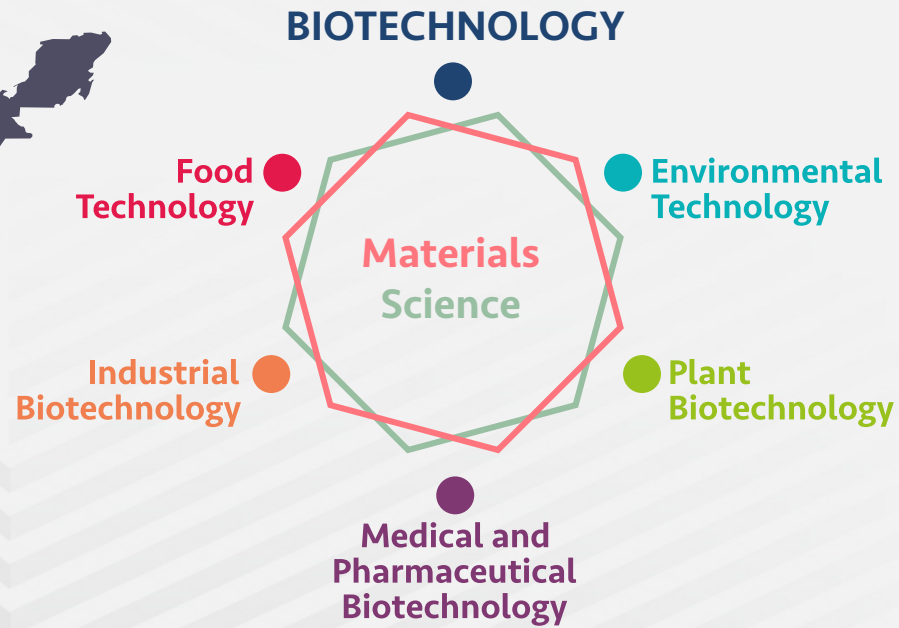 BIOTECHNOLOGY
Food
Technology
Environmental
Technology
Materials
Science
Industrial
Biotechnology
Plant
Biotechnology
Medical and
Pharmaceutical
Biotechnology